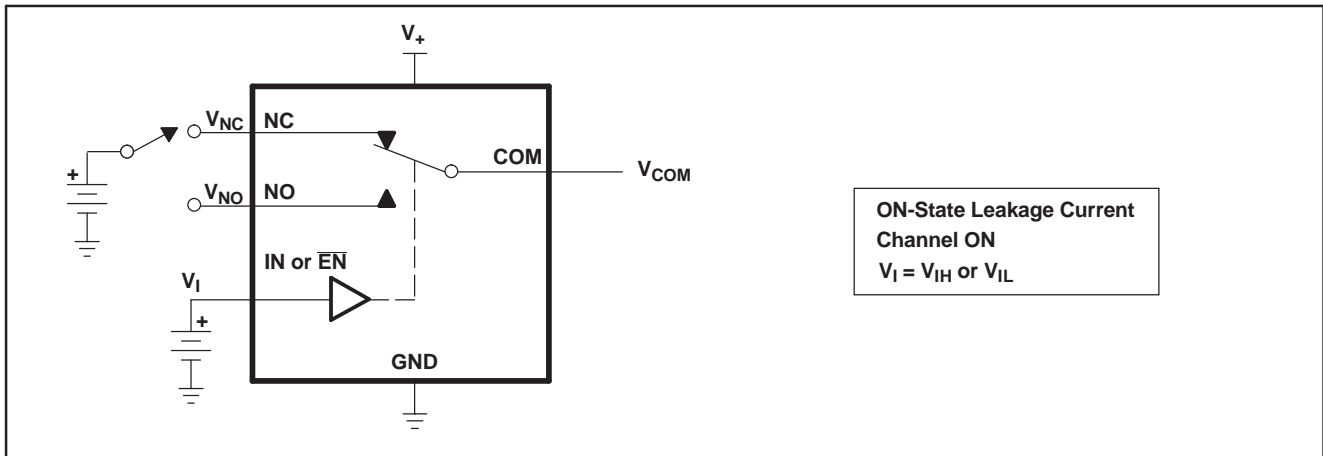 V+
VNC NC
COM
VCOM
VNO NO
IN or E̅N̅
VI
GND
+
+
ON-State Leakage Current
Channel ON
VI = VIH or VIL